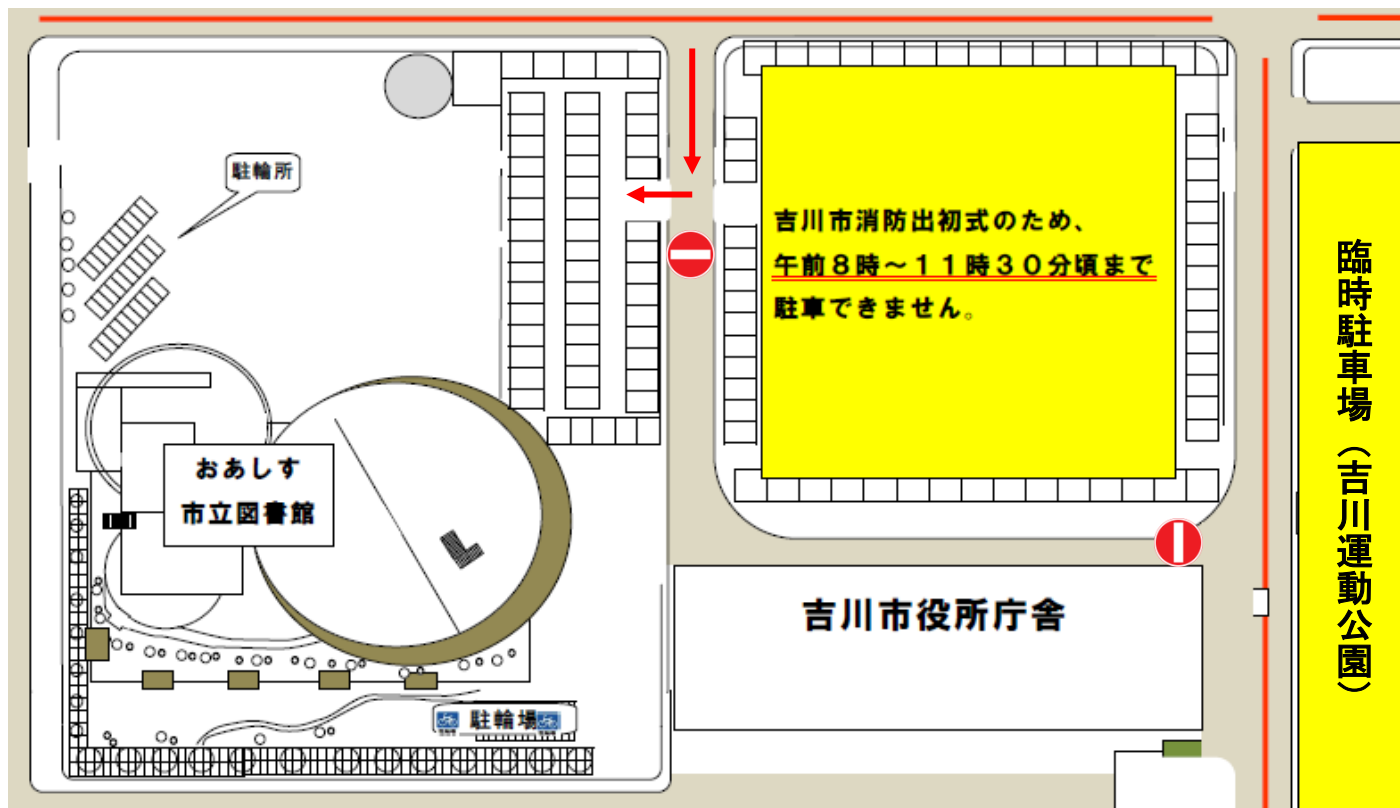 駐輪所
吉川市消防出初式のため、
午前8時～11時30分頃まで
駐車できません。
臨時駐車場（吉川運動公園）
おあしす
市立図書館
吉川市役所庁舎
駐輪場